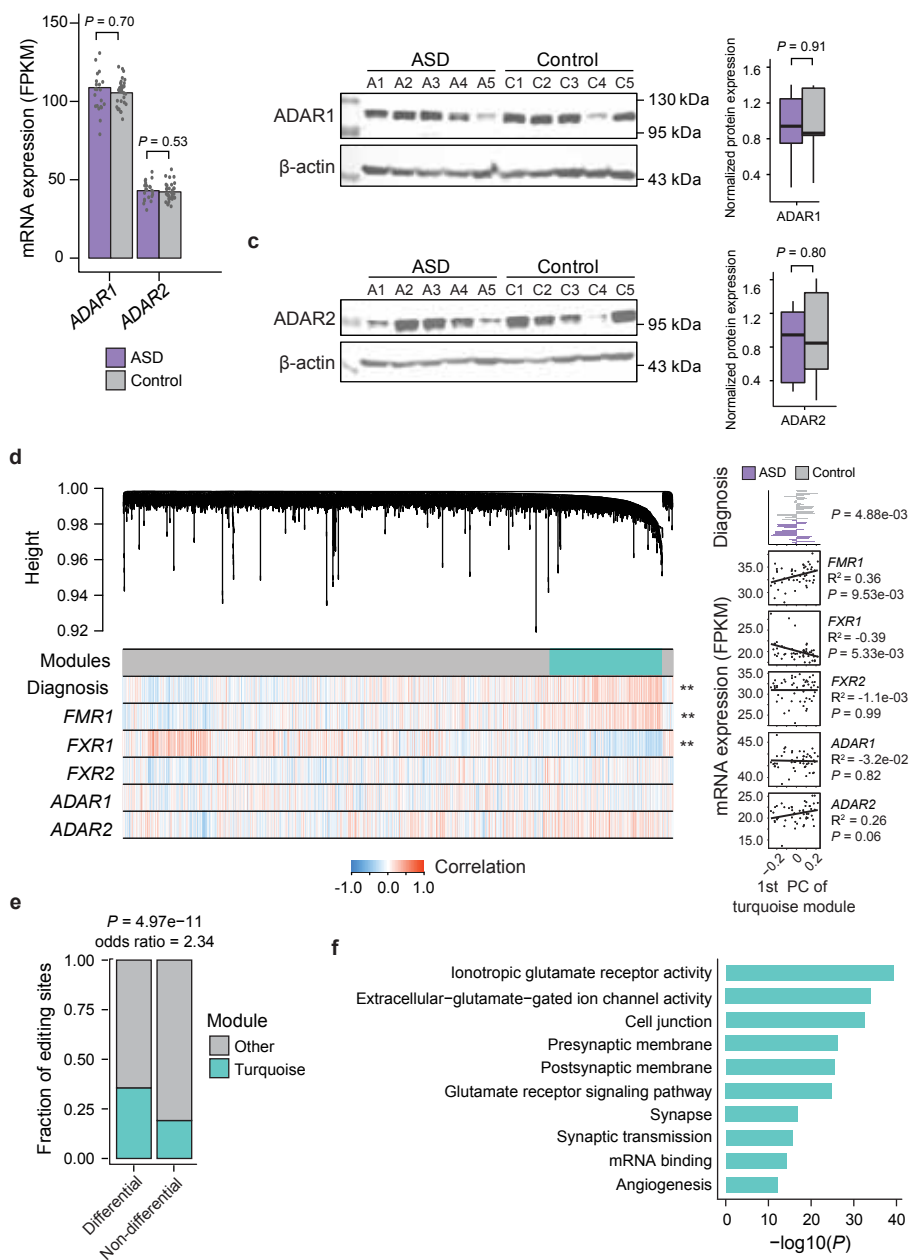 150
100
50
0
mRNA expression (FPKM)
P = 0.70
P = 0.53
ADAR1
ADAR2
ASD
Control
ASD
Control
A1 A2 A3 A4 A5 C1 C2 C3 C4 C5
ADAR1
130 kDa
95 kDa
β-actin
43 kDa
P = 0.91
Normalized protein expression
1.6
1.2
0.8
0.4
ADAR1
c
ASD
Control
A1 A2 A3 A4 A5 C1 C2 C3 C4 C5
ADAR2
95 kDa
β-actin
43 kDa
P = 0.80
Normalized protein expression
1.6
1.2
0.8
0.4
ADAR2
d
Height
1.00
0.98
0.96
0.94
0.92
Modules
Diagnosis
**
FMR1
**
FXR1
**
FXR2
ADAR1
ADAR2
Correlation
-1.0 0.0 1.0
ASD Control
Diagnosis
P = 4.88e-03
mRNA expression (FPKM)
35.0
30.0
FMR1
R² = 0.36
P = 9.53e-03
25.0
20.0
FXR1
R² = -0.39
P = 5.33e-03
35.0
30.0
25.0
FXR2
R² = -1.1e-03
P = 0.99
45.0
40.0
ADAR1
R² = -3.2e-02
P = 0.82
25.0
20.0
15.0
ADAR2
R² = 0.26
P = 0.06
-0.2 0 0.2
1st PC of
turquoise module
e
P = 4.97e−11
odds ratio = 2.34
Fraction of editing sites
1.00
0.75
0.50
0.25
0.00
Differential
Non-differential
Module
Other
Turquoise
f
Ionotropic glutamate receptor activity
Extracellular−glutamate−gated ion channel activity
Cell junction
Presynaptic membrane
Postsynaptic membrane
Glutamate receptor signaling pathway
Synapse
Synaptic transmission
mRNA binding
Angiogenesis
0 10 20 30 40
−log10(P)